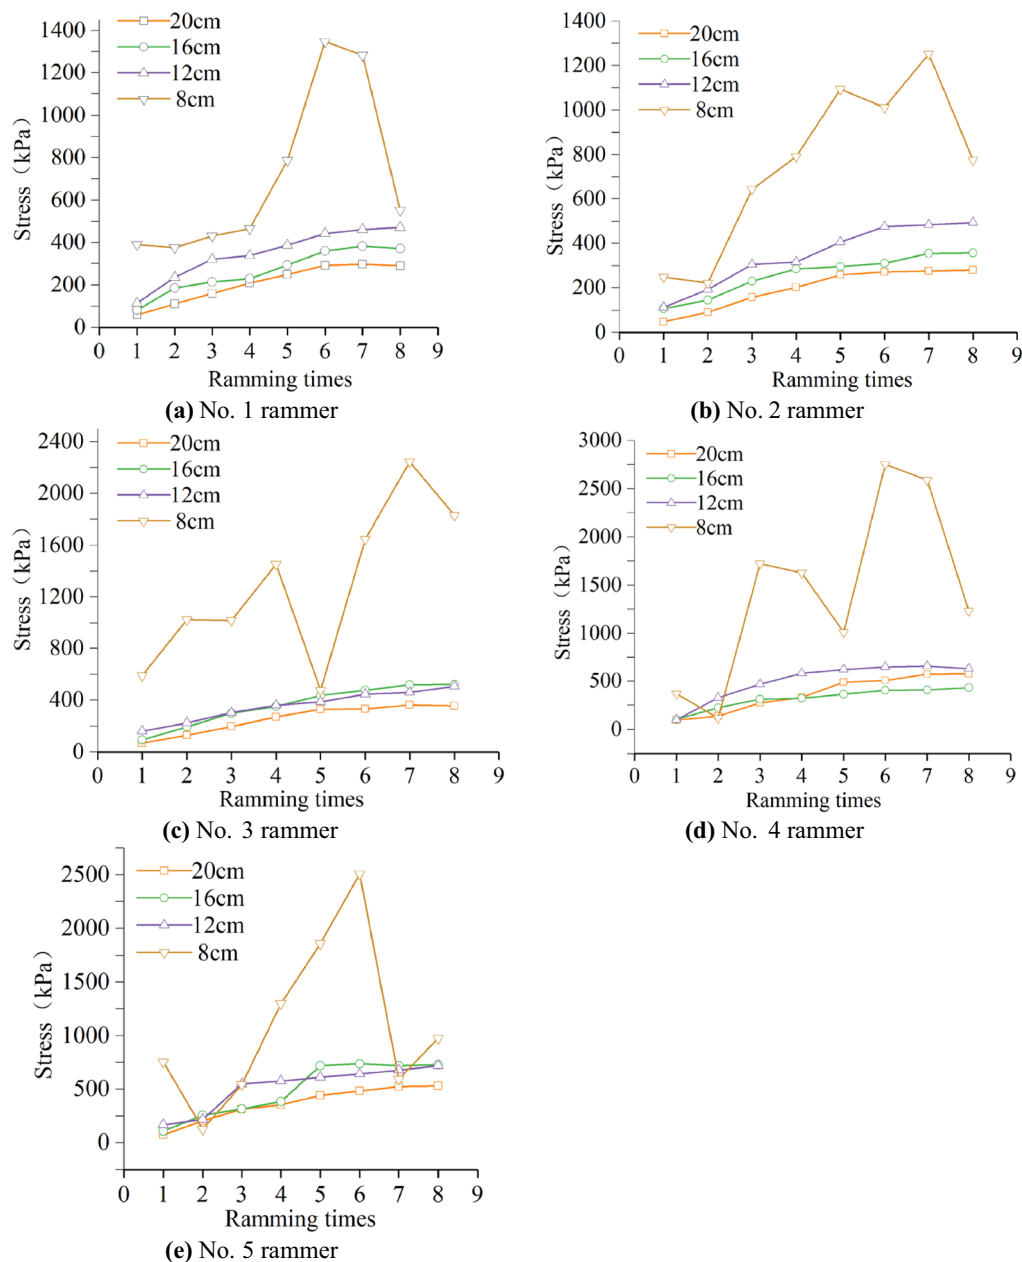 1400
1200
1000
800
600
400
200
0
Stress（kPa）
20cm
16cm
12cm
8cm
0 1 2 3 4 5 6 7 8 9
Ramming times
(a) No. 1 rammer
1400
1200
1000
800
600
400
200
0
Stress（kPa）
20cm
16cm
12cm
8cm
0 1 2 3 4 5 6 7 8 9
Ramming times
(b) No. 2 rammer
2400
2000
1600
1200
800
400
0
Stress（kPa）
20cm
16cm
12cm
8cm
0 1 2 3 4 5 6 7 8 9
Ramming times
(c) No. 3 rammer
3000
2500
2000
1500
1000
500
0
Stress（kPa）
20cm
16cm
12cm
8cm
0 1 2 3 4 5 6 7 8 9
Ramming times
(d) No. 4 rammer
2500
2000
1500
1000
500
0
Stress（kPa）
20cm
16cm
12cm
8cm
0 1 2 3 4 5 6 7 8 9
Ramming times
(e) No. 5 rammer